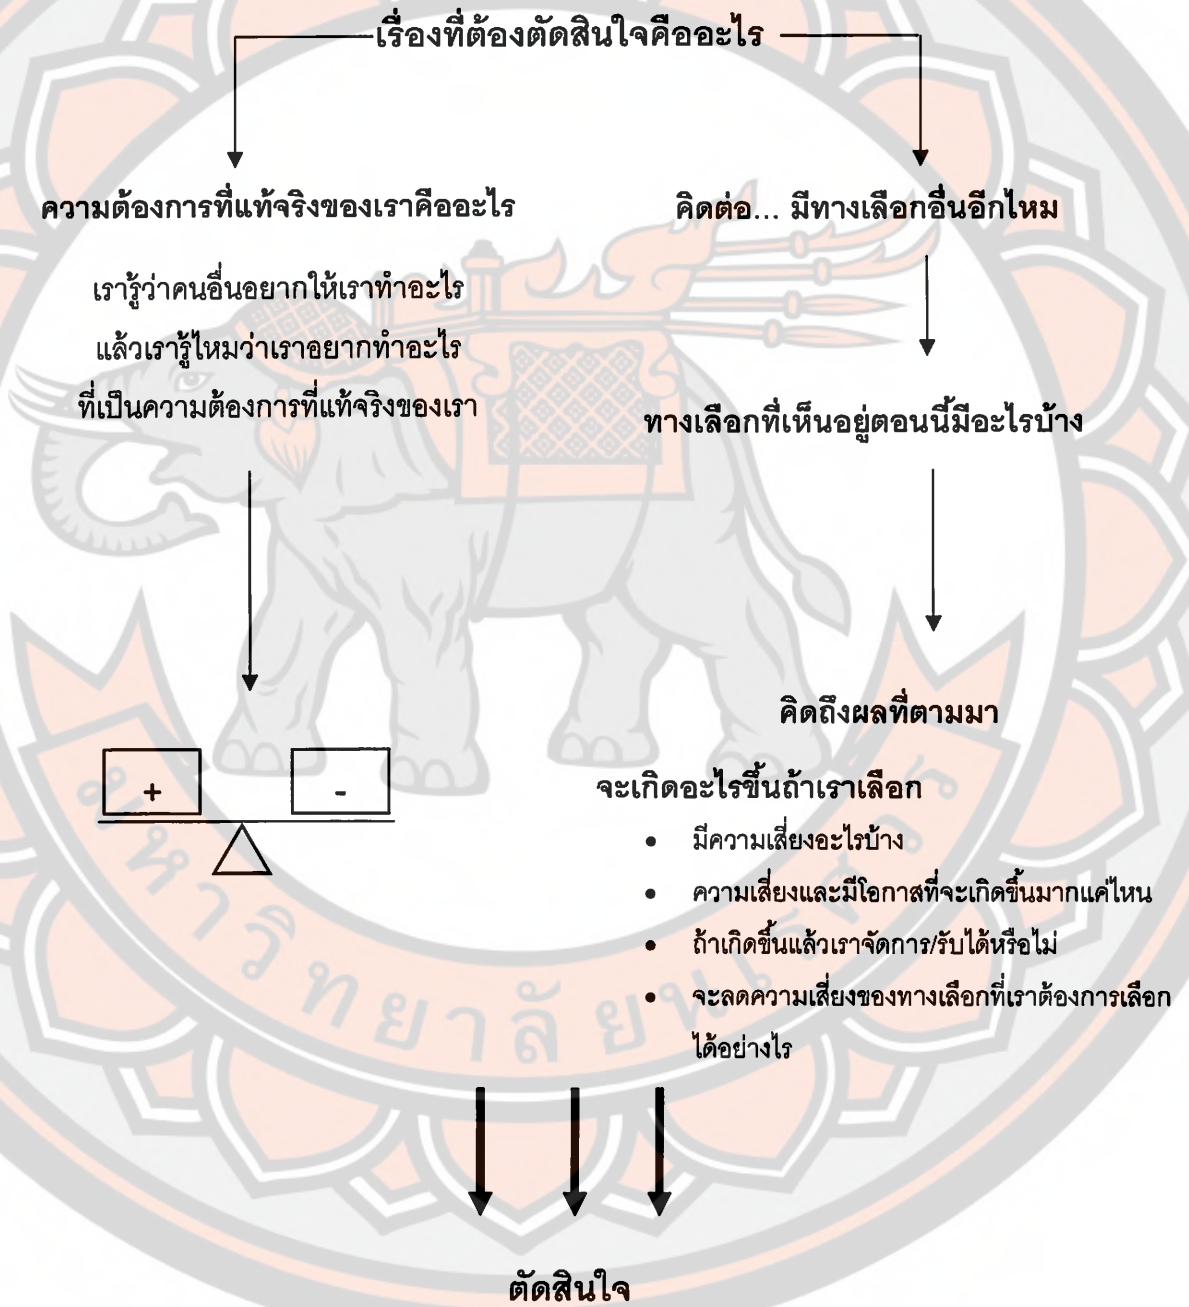 เรื่องที่ต้องตัดสินใจคืออะไร
ความต้องการที่แท้จริงของเราคืออะไร
เรารู้ว่าคนอื่นอยากให้เราทำอะไร
แล้วเรารู้ไหมว่าเราอยากทำอะไร
ที่เป็นความต้องการที่แท้จริงของเรา
+
-
คิดต่อ... มีทางเลือกอื่นอีกไหม
ทางเลือกที่เห็นอยู่ตอนนี้มีอะไรบ้าง
คิดถึงผลที่ตามมา
จะเกิดอะไรขึ้นถ้าเราเลือก
• มีความเสี่ยงอะไรบ้าง
• ความเสี่ยงและมีโอกาสที่จะเกิดขึ้นมากแค่ไหน
• ถ้าเกิดขึ้นแล้วเราจัดการ/รับได้หรือไม่
• จะลดความเสี่ยงของทางเลือกที่เราต้องการเลือก
ได้อย่างไร
ตัดสินใจ
มหาวิทยาลัยนเรศวร